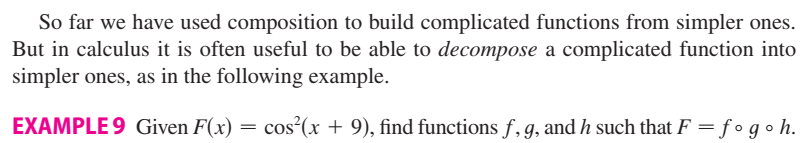 So far we have used composition to build complicated functions from simpler ones.
But in calculus it is often useful to be able to decompose a complicated function into
simpler ones, as in the following example.
EXAMPLE 9 Given F(x) = cos²(x + 9), find functions f, g, and h such that F = f ∘ g ∘ h.